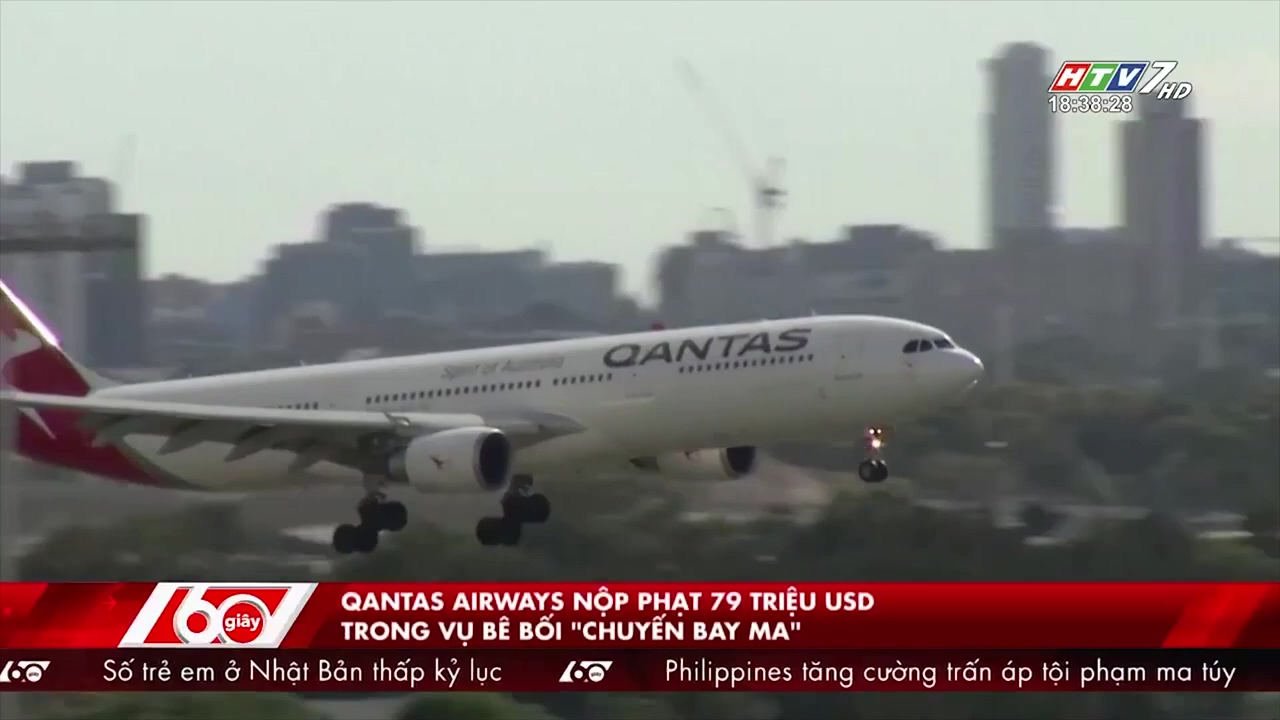 HTV7HD
18:38:28
Spirit of Australia
QANTAS
60 giây
QANTAS AIRWAYS NỘP PHẠT 79 TRIỆU USD
TRONG VỤ BÊ BỐI "CHUYẾN BAY MA"
60 giây Số trẻ em ở Nhật Bản thấp kỷ lục 60 giây Philippines tăng cường trấn áp tội phạm ma túy